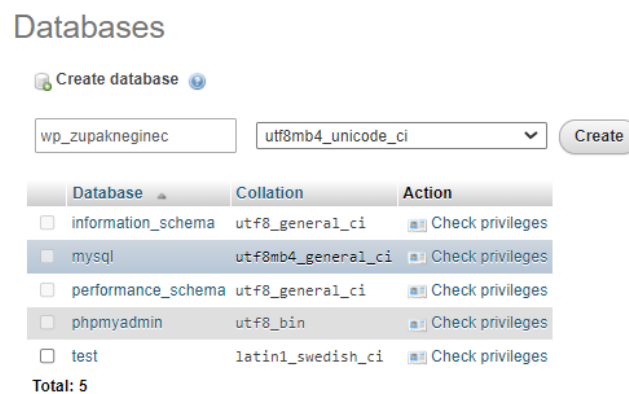 Databases
Create database
wp_zupakneginec utf8mb4_unicode_ci Create
Database Collation Action
information_schema utf8_general_ci Check privileges
mysql utf8mb4_general_ci Check privileges
performance_schema utf8_general_ci Check privileges
phpmyadmin utf8_bin Check privileges
test latin1_swedish_ci Check privileges
Total: 5